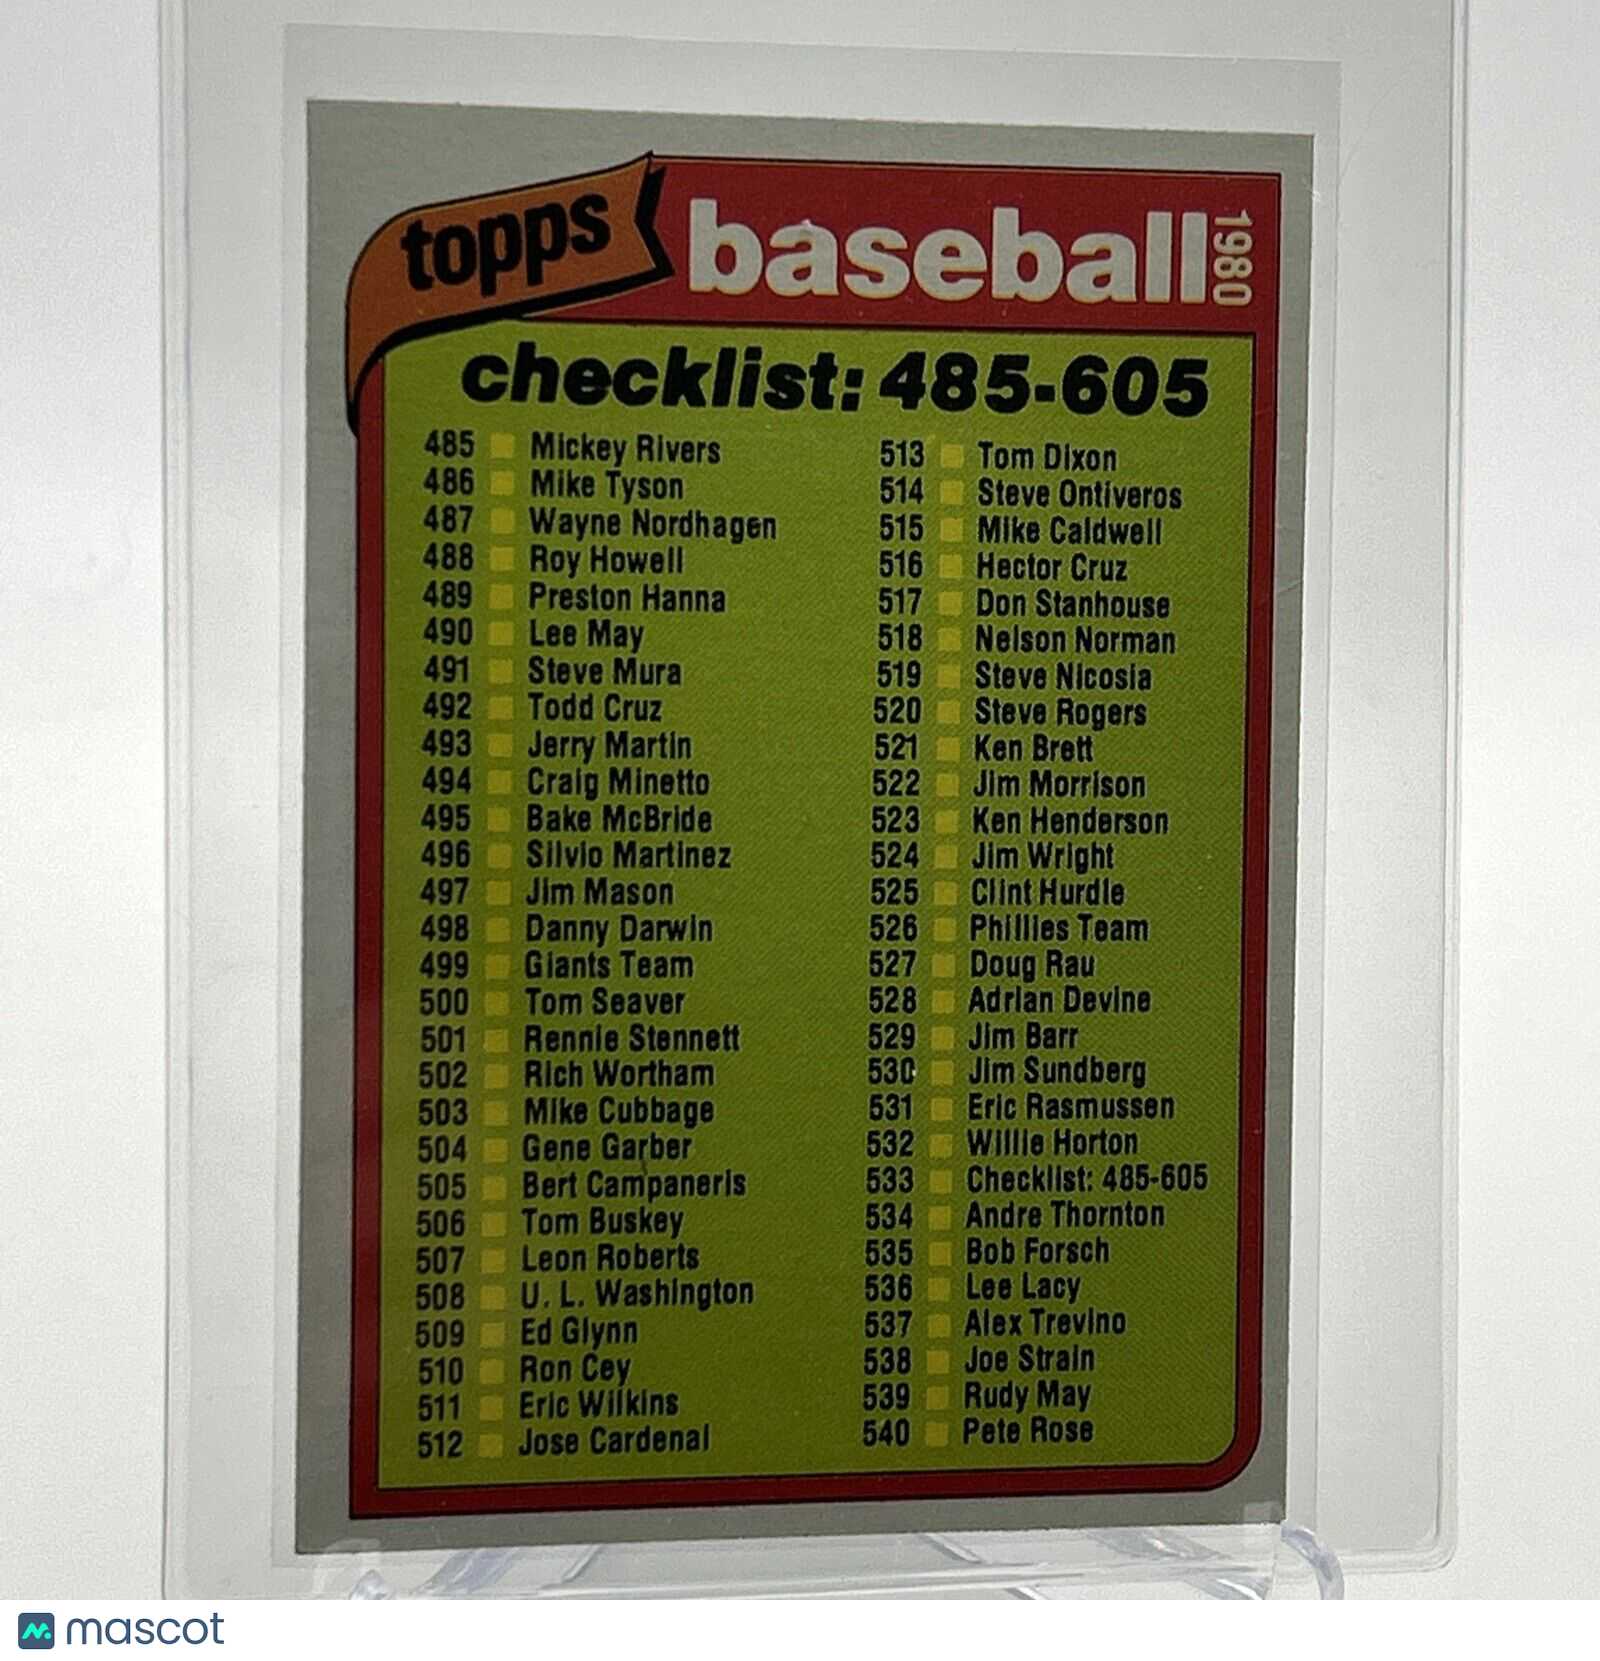 topps
baseball
1980
checklist: 485-605
485 Mickey Rivers
486 Mike Tyson
487 Wayne Nordhagen
488 Roy Howell
489 Preston Hanna
490 Lee May
491 Steve Mura
492 Todd Cruz
493 Jerry Martin
494 Craig Minetto
495 Bake McBride
496 Silvio Martinez
497 Jim Mason
498 Danny Darwin
499 Giants Team
500 Tom Seaver
501 Rennie Stennett
502 Rich Wortham
503 Mike Cubbage
504 Gene Garber
505 Bert Campaneris
506 Tom Buskey
507 Leon Roberts
508 U. L. Washington
509 Ed Glynn
510 Ron Cey
511 Eric Wilkins
512 Jose Cardenal
513 Tom Dixon
514 Steve Ontiveros
515 Mike Caldwell
516 Hector Cruz
517 Don Stanhouse
518 Nelson Norman
519 Steve Nicosia
520 Steve Rogers
521 Ken Brett
522 Jim Morrison
523 Ken Henderson
524 Jim Wright
525 Clint Hurdle
526 Phillies Team
527 Doug Rau
528 Adrian Devine
529 Jim Barr
530 Jim Sundberg
531 Eric Rasmussen
532 Willie Horton
533 Checklist: 485-605
534 Andre Thornton
535 Bob Forsch
536 Lee Lacy
537 Alex Trevino
538 Joe Strain
539 Rudy May
540 Pete Rose
mascot